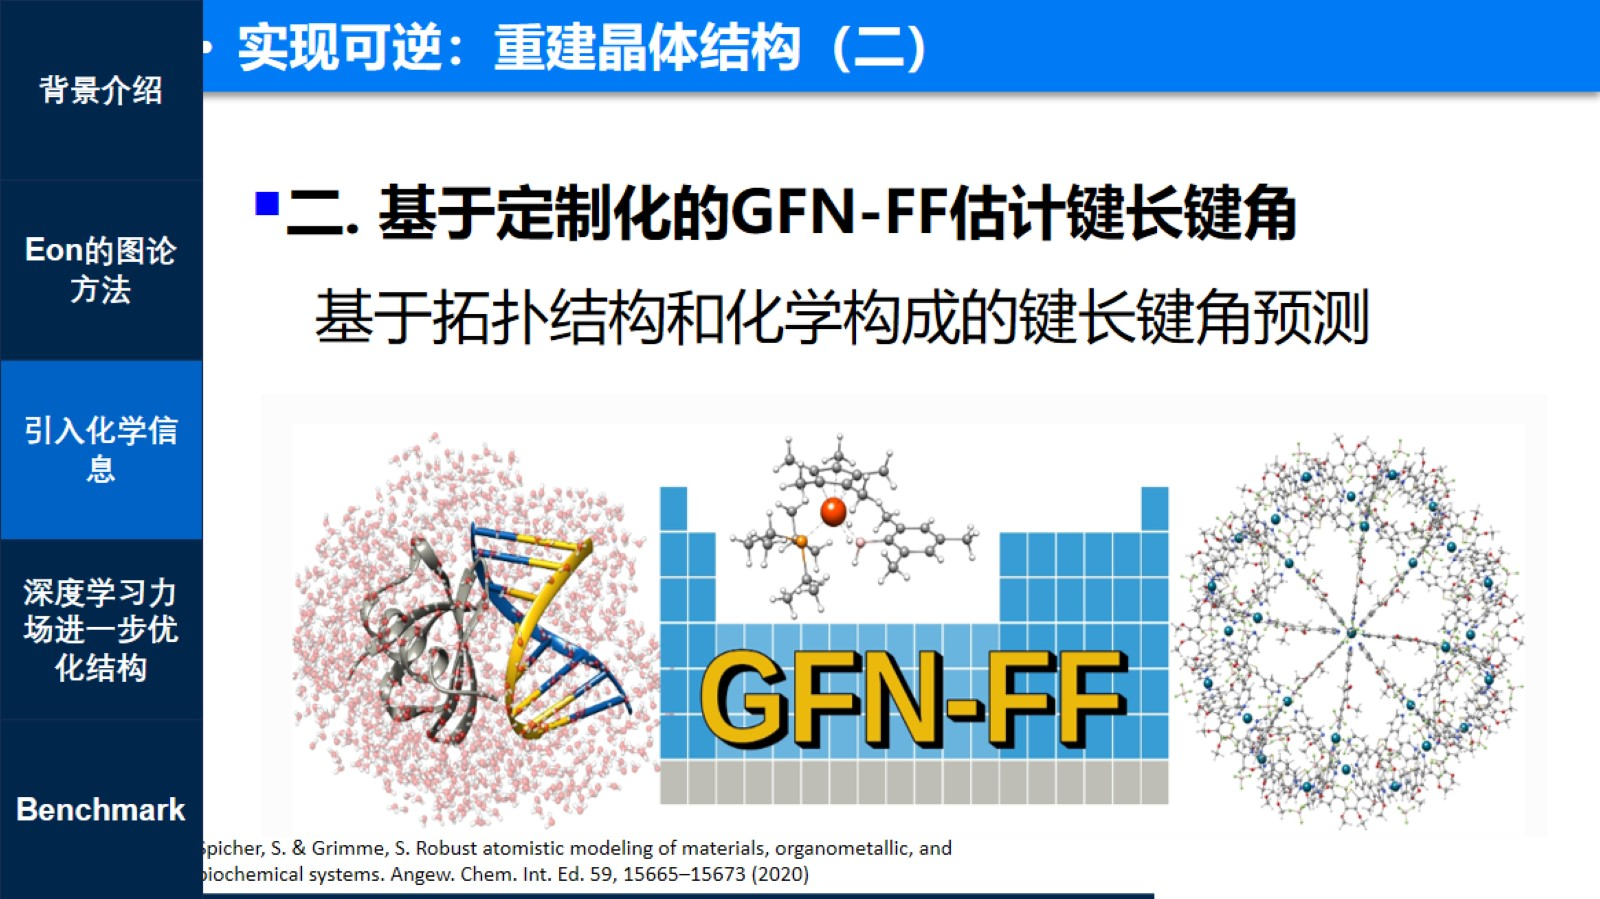 背景介绍
Eon的图论
方法
引入化学信
息
深度学习力
场进一步优
化结构
Benchmark
• 实现可逆：重建晶体结构（二）
二. 基于定制化的GFN-FF估计键长键角
基于拓扑结构和化学构成的键长键角预测
GFN-FF
Spicher, S. & Grimme, S. Robust atomistic modeling of materials, organometallic, and
biochemical systems. Angew. Chem. Int. Ed. 59, 15665–15673 (2020)